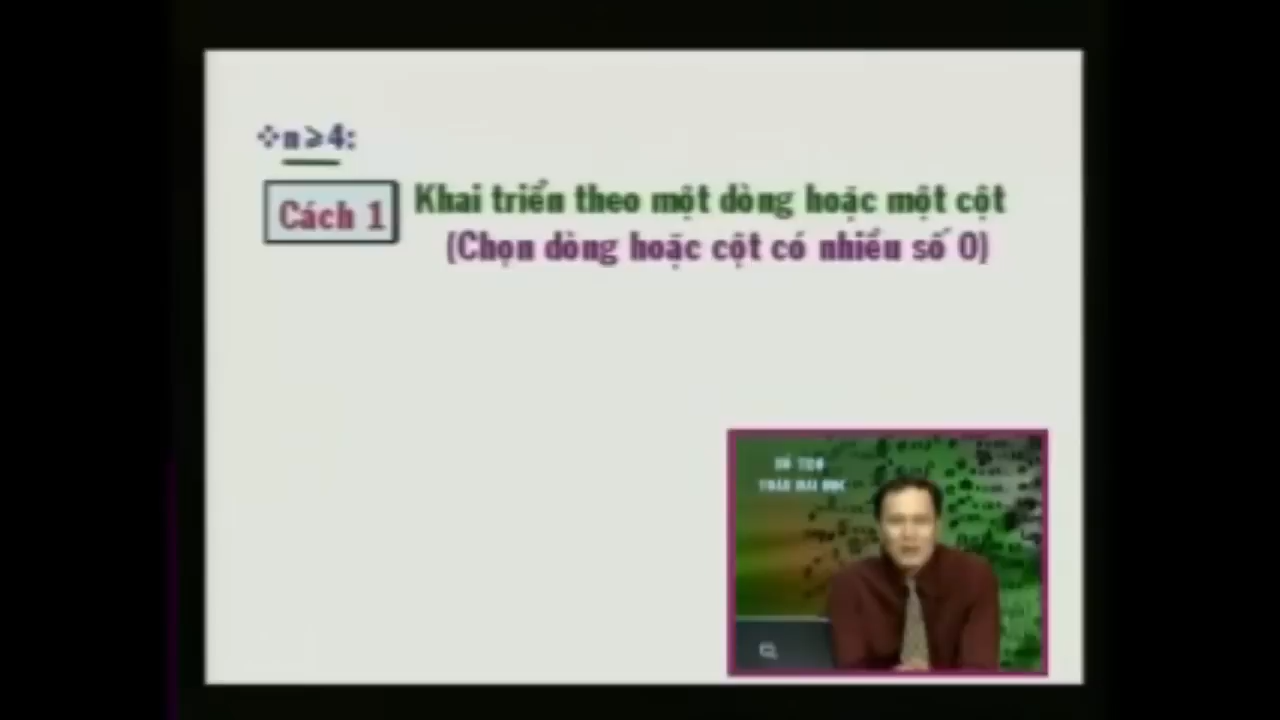 ❖n≥4:
Cách 1
Khai triển theo một dòng hoặc một cột
(Chọn dòng hoặc cột có nhiều số 0)